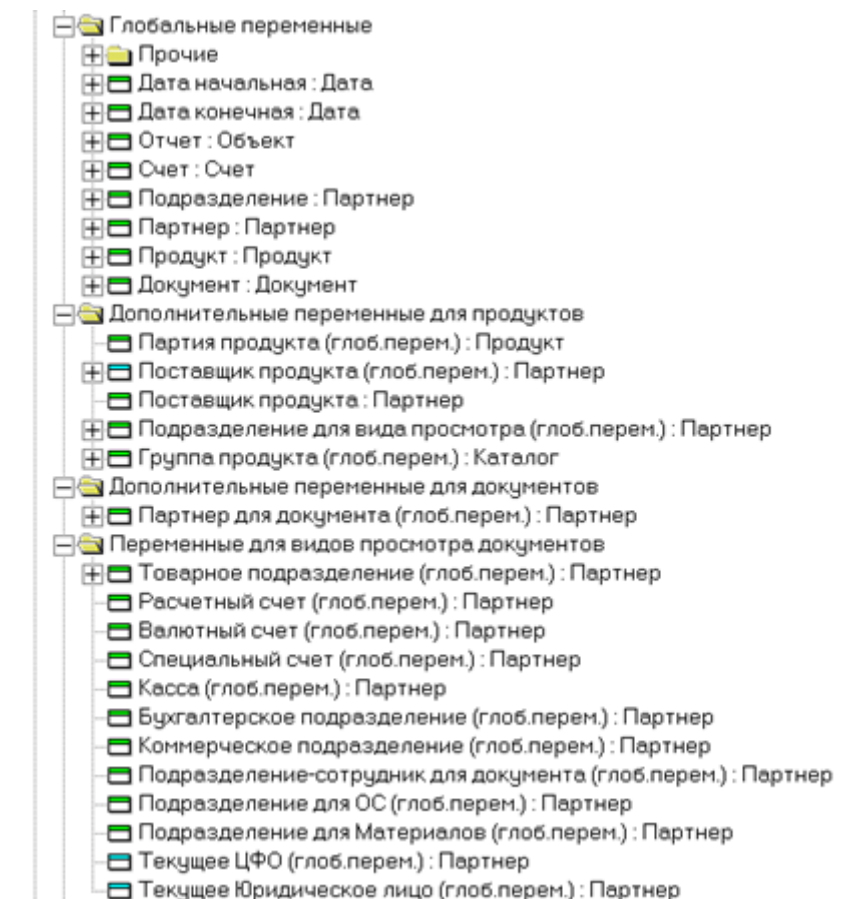 Глобальные переменные
Прочие
Дата начальная : Дата
Дата конечная : Дата
Отчет : Объект
Счет : Счет
Подразделение : Партнер
Партнер : Партнер
Продукт : Продукт
Документ : Документ
Дополнительные переменные для продуктов
Партия продукта (глоб.перем.) : Продукт
Поставщик продукта (глоб.перем.) : Партнер
Поставщик продукта : Партнер
Подразделение для вида просмотра (глоб.перем.) : Партнер
Группа продукта (глоб.перем.) : Каталог
Дополнительные переменные для документов
Партнер для документа (глоб.перем.) : Партнер
Переменные для видов просмотра документов
Товарное подразделение (глоб.перем.) : Партнер
Расчетный счет (глоб.перем.) : Партнер
Валютный счет (глоб.перем.) : Партнер
Специальный счет (глоб.перем.) : Партнер
Касса (глоб.перем.) : Партнер
Бухгалтерское подразделение (глоб.перем.) : Партнер
Коммерческое подразделение (глоб.перем.) : Партнер
Подразделение-сотрудник для документа (глоб.перем.) : Партнер
Подразделение для ОС (глоб.перем.) : Партнер
Подразделение для Материалов (глоб.перем.) : Партнер
Текущее ЦФО (глоб.перем.) : Партнер
Текущее Юридическое лицо (глоб.перем.) : Партнер